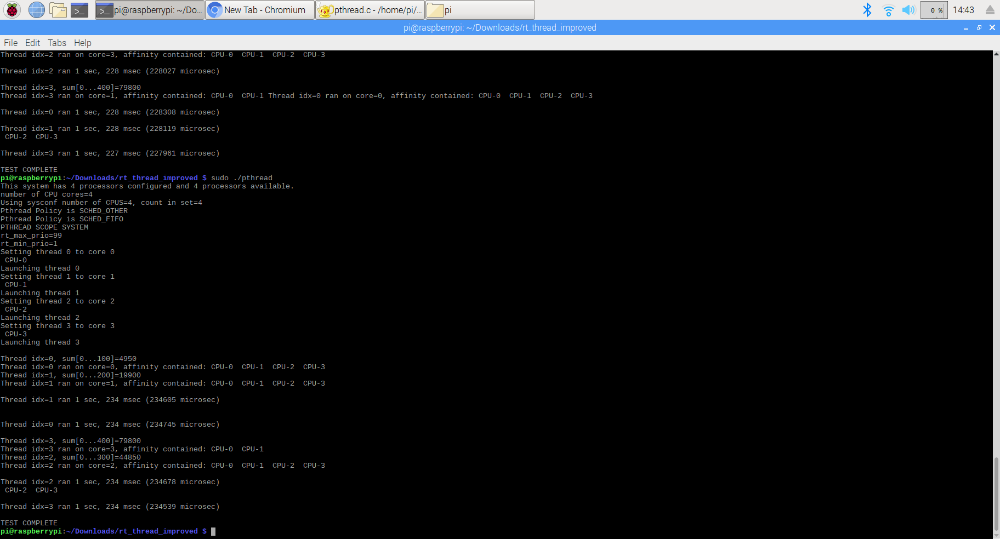 pi@raspberrypi: ~/Do... New Tab - Chromium pthread.c - /home/pi/... pi 0 % 14:43
pi@raspberrypi: ~/Downloads/rt_thread_improved
File Edit Tabs Help
Thread idx=2 ran on core=3, affinity contained: CPU-0  CPU-1  CPU-2  CPU-3
Thread idx=2 ran 1 sec, 228 msec (228027 microsec)
Thread idx=3, sum[0...400]=79800
Thread idx=3 ran on core=1, affinity contained: CPU-0  CPU-1 Thread idx=0 ran on core=0, affinity contained: CPU-0  CPU-1  CPU-2  CPU-3
Thread idx=0 ran 1 sec, 228 msec (228308 microsec)
Thread idx=1 ran 1 sec, 228 msec (228119 microsec)
CPU-2  CPU-3
Thread idx=3 ran 1 sec, 227 msec (227961 microsec)
TEST COMPLETE
pi@raspberrypi:~/Downloads/rt_thread_improved $ sudo ./pthread
This system has 4 processors configured and 4 processors available.
number of CPU cores=4
Using sysconf number of CPUS=4, count in set=4
Pthread Policy is SCHED_OTHER
Pthread Policy is SCHED_FIFO
PTHREAD SCOPE SYSTEM
rt_max_prio=99
rt_min_prio=1
Setting thread 0 to core 0
CPU-0
Launching thread 0
Setting thread 1 to core 1
CPU-1
Launching thread 1
Setting thread 2 to core 2
CPU-2
Launching thread 2
Setting thread 3 to core 3
CPU-3
Launching thread 3
Thread idx=0, sum[0...100]=4950
Thread idx=0 ran on core=0, affinity contained: CPU-0  CPU-1  CPU-2  CPU-3
Thread idx=1, sum[0...200]=19900
Thread idx=1 ran on core=1, affinity contained: CPU-0  CPU-1  CPU-2  CPU-3
Thread idx=1 ran 1 sec, 234 msec (234605 microsec)
Thread idx=0 ran 1 sec, 234 msec (234745 microsec)
Thread idx=3, sum[0...400]=79800
Thread idx=3 ran on core=3, affinity contained: CPU-0  CPU-1
Thread idx=2, sum[0...300]=44850
Thread idx=2 ran on core=2, affinity contained: CPU-0  CPU-1  CPU-2  CPU-3
Thread idx=2 ran 1 sec, 234 msec (234678 microsec)
CPU-2  CPU-3
Thread idx=3 ran 1 sec, 234 msec (234539 microsec)
TEST COMPLETE
pi@raspberrypi:~/Downloads/rt_thread_improved $